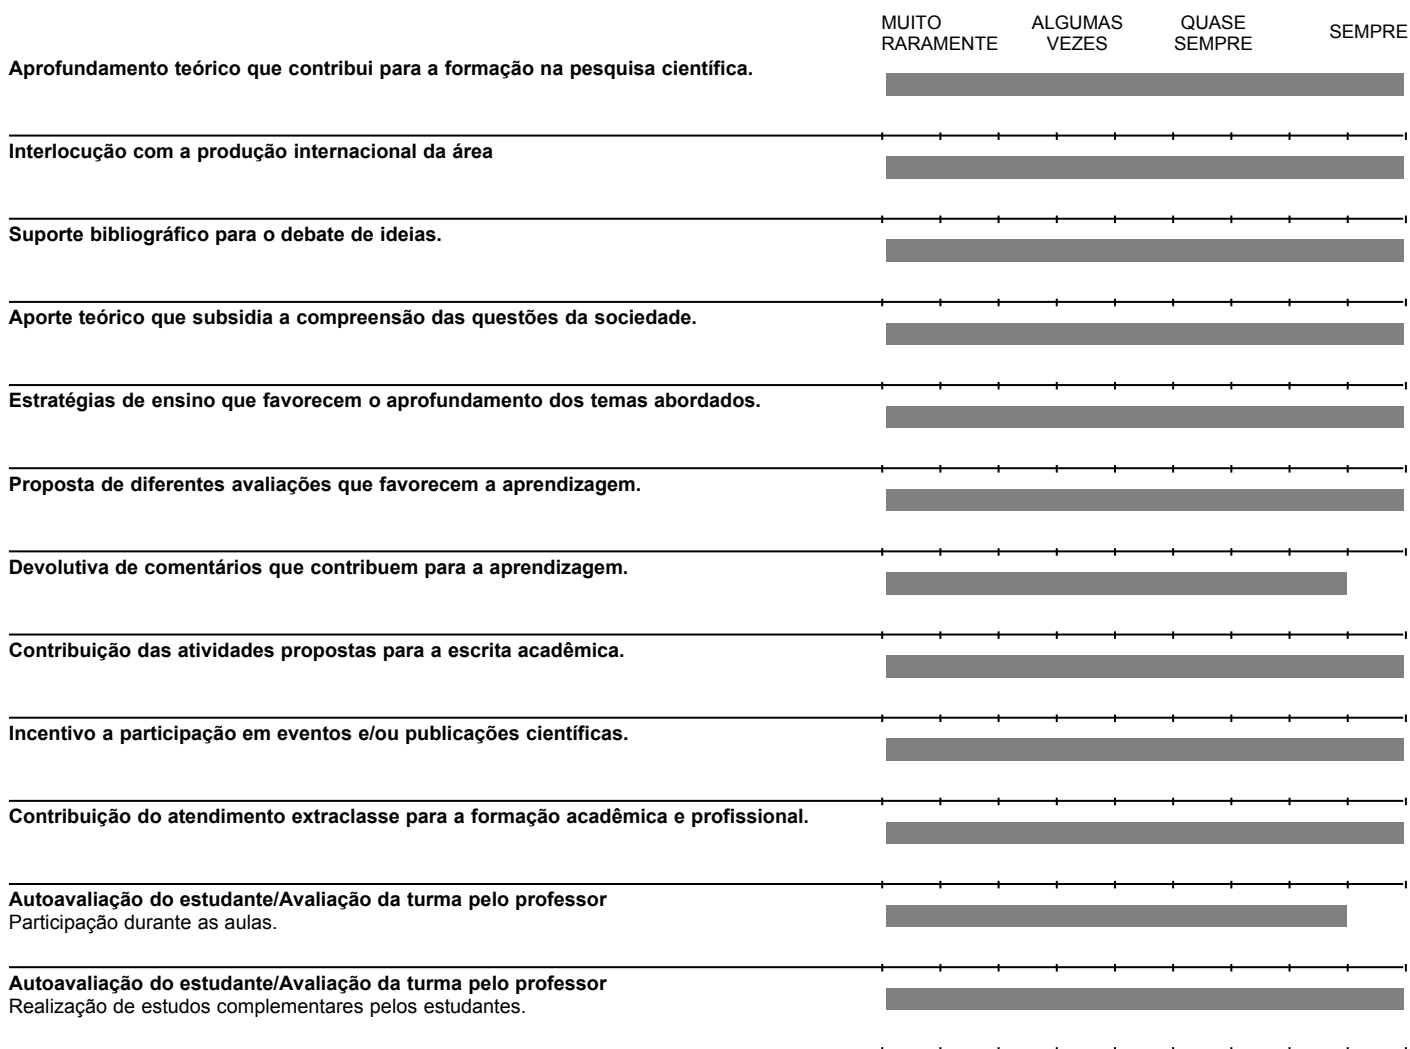 MUITO RARAMENTE ALGUMAS VEZES QUASE SEMPRE SEMPRE
Aprofundamento teórico que contribui para a formação na pesquisa científica.
Interlocução com a produção internacional da área
Suporte bibliográfico para o debate de ideias.
Aporte teórico que subsidia a compreensão das questões da sociedade.
Estratégias de ensino que favorecem o aprofundamento dos temas abordados.
Proposta de diferentes avaliações que favorecem a aprendizagem.
Devolutiva de comentários que contribuem para a aprendizagem.
Contribuição das atividades propostas para a escrita acadêmica.
Incentivo a participação em eventos e/ou publicações científicas.
Contribuição do atendimento extraclasse para a formação acadêmica e profissional.
Autoavaliação do estudante/Avaliação da turma pelo professor
Participação durante as aulas.
Autoavaliação do estudante/Avaliação da turma pelo professor
Realização de estudos complementares pelos estudantes.